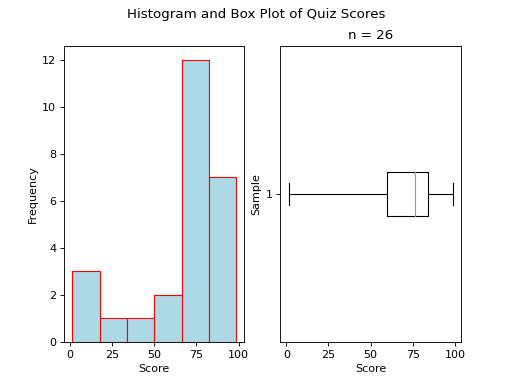 Histogram and Box Plot of Quiz Scores
n = 26
12
10
8
6
4
2
0
Frequency
0 25 50 75 100
Score
Sample
1
0 25 50 75 100
Score